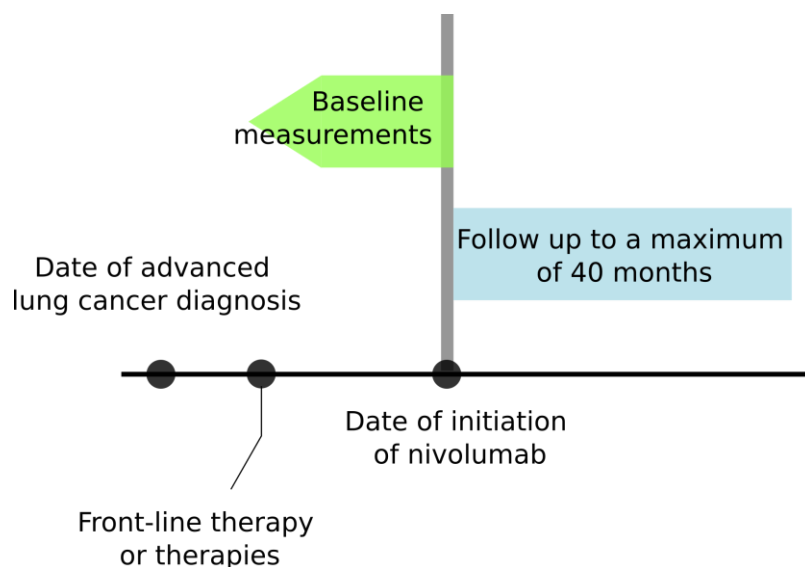 Baseline
measurements
Follow up to a maximum
of 40 months
Date of advanced
lung cancer diagnosis
Date of initiation
of nivolumab
Front-line therapy
or therapies